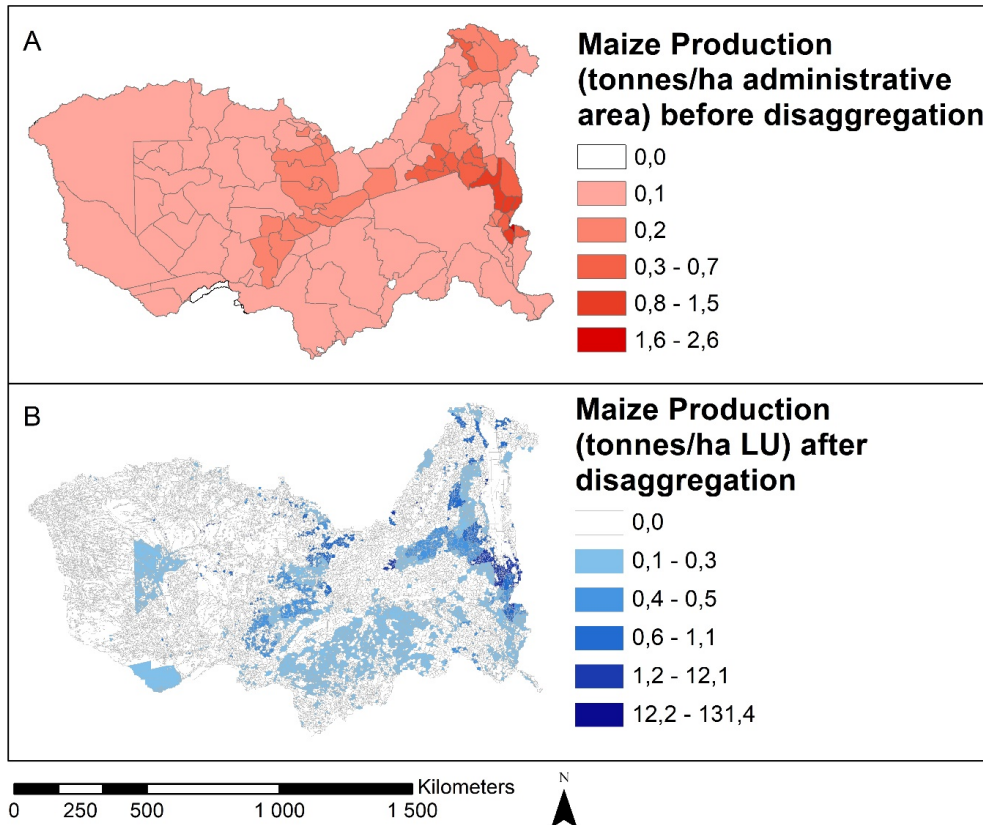 A
Maize Production
(tonnes/ha administrative
area) before disaggregation
0,0
0,1
0,2
0,3 - 0,7
0,8 - 1,5
1,6 - 2,6
B
Maize Production
(tonnes/ha LU) after
disaggregation
0,0
0,1 - 0,3
0,4 - 0,5
0,6 - 1,1
1,2 - 12,1
12,2 - 131,4
Kilometers
0 250 500 1 000 1 500
N